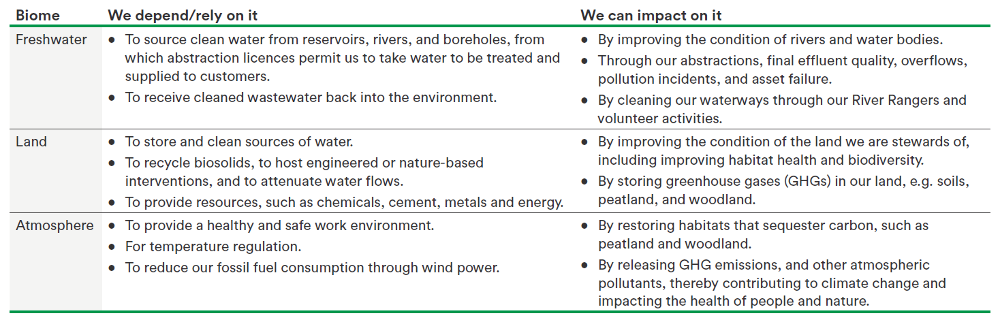 Biome We depend/rely on it We can impact on it
Freshwater
• To source clean water from reservoirs, rivers, and boreholes, from
which abstraction licences permit us to take water to be treated and
supplied to customers.
• To receive cleaned wastewater back into the environment.
• By improving the condition of rivers and water bodies.
• Through our abstractions, final effluent quality, overflows,
pollution incidents, and asset failure.
• By cleaning our waterways through our River Rangers and
volunteer activities.
Land
• To store and clean sources of water.
• To recycle biosolids, to host engineered or nature-based
interventions, and to attenuate water flows.
• To provide resources, such as chemicals, cement, metals and energy.
• By improving the condition of the land we are stewards of,
including improving habitat health and biodiversity.
• By storing greenhouse gases (GHGs) in our land, e.g. soils,
peatland, and woodland.
Atmosphere
• To provide a healthy and safe work environment.
• For temperature regulation.
• To reduce our fossil fuel consumption through wind power.
• By restoring habitats that sequester carbon, such as
peatland and woodland.
• By releasing GHG emissions, and other atmospheric
pollutants, thereby contributing to climate change and
impacting the health of people and nature.